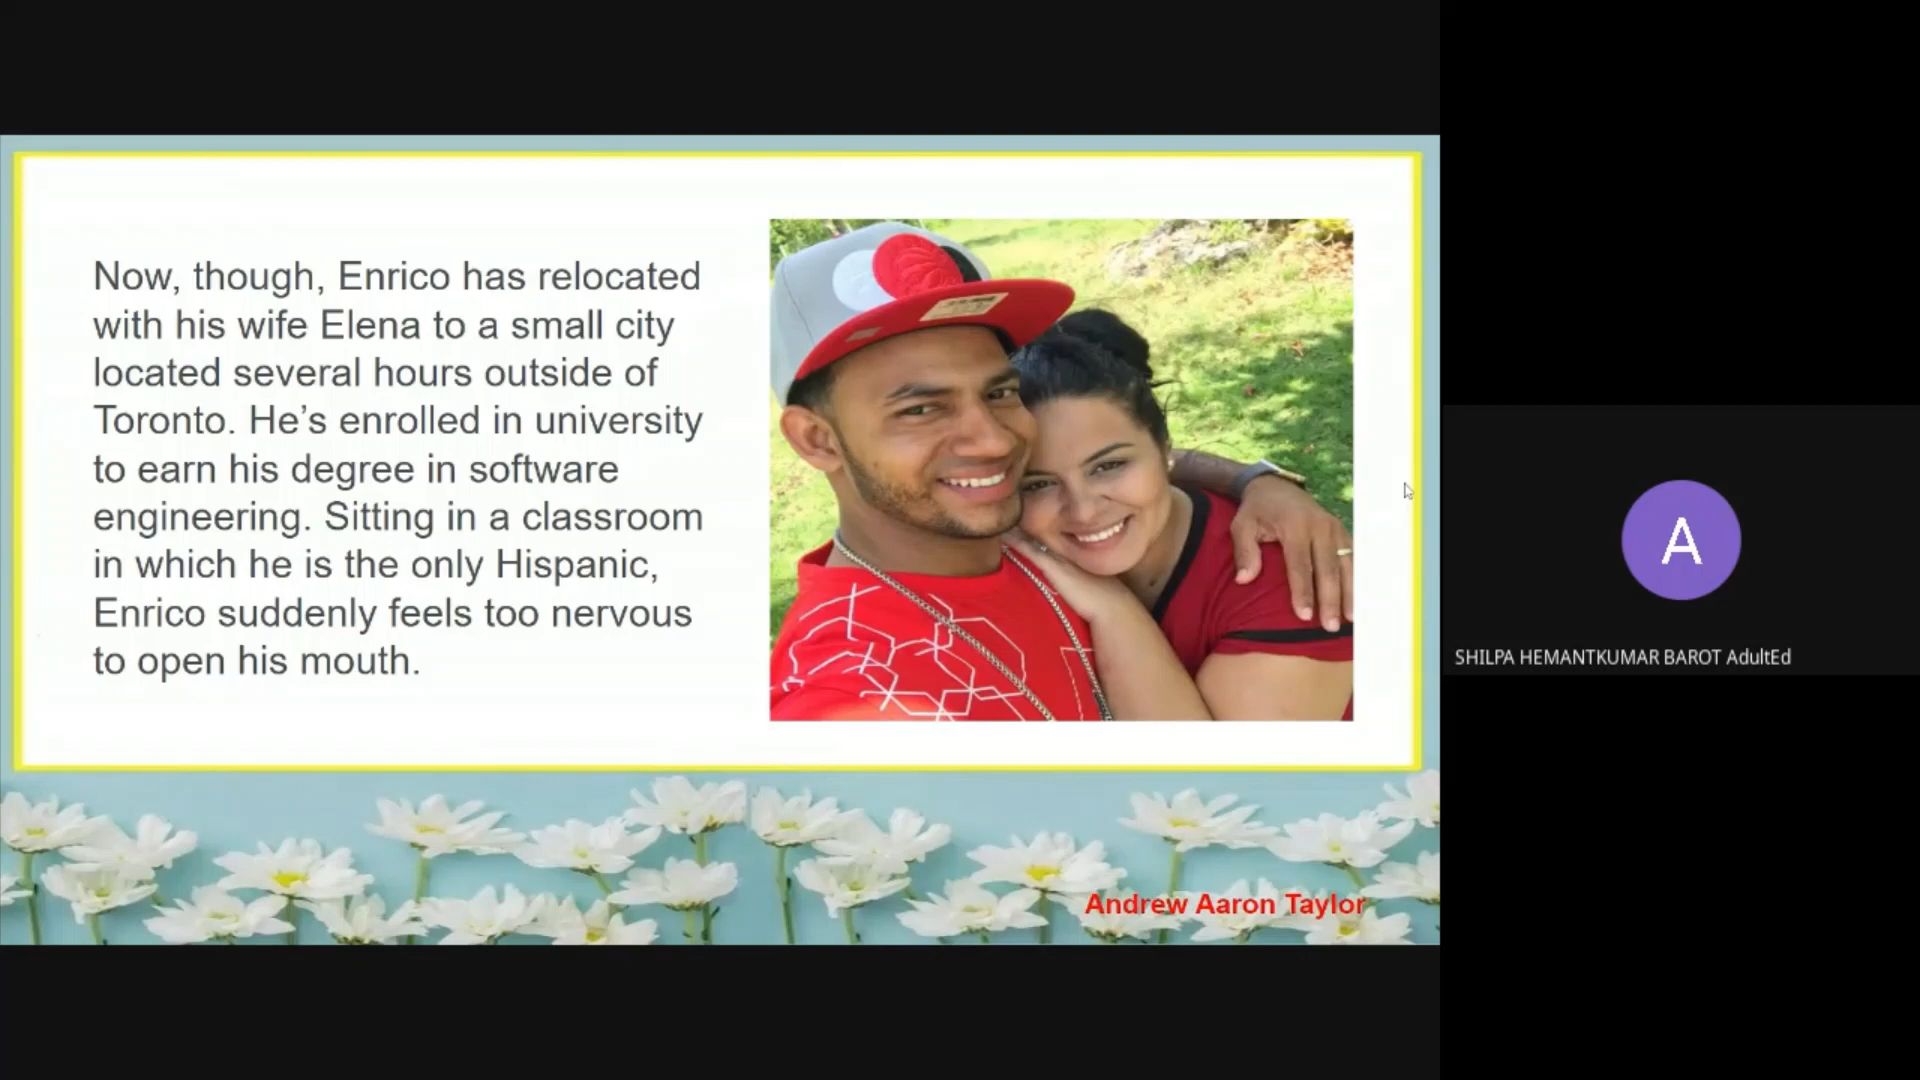 Now, though, Enrico has relocated
with his wife Elena to a small city
located several hours outside of
Toronto. He’s enrolled in university
to earn his degree in software
engineering. Sitting in a classroom
in which he is the only Hispanic,
Enrico suddenly feels too nervous
to open his mouth.
Andrew Aaron Taylor
A
SHILPA HEMANTKUMAR BAROT AdultEd